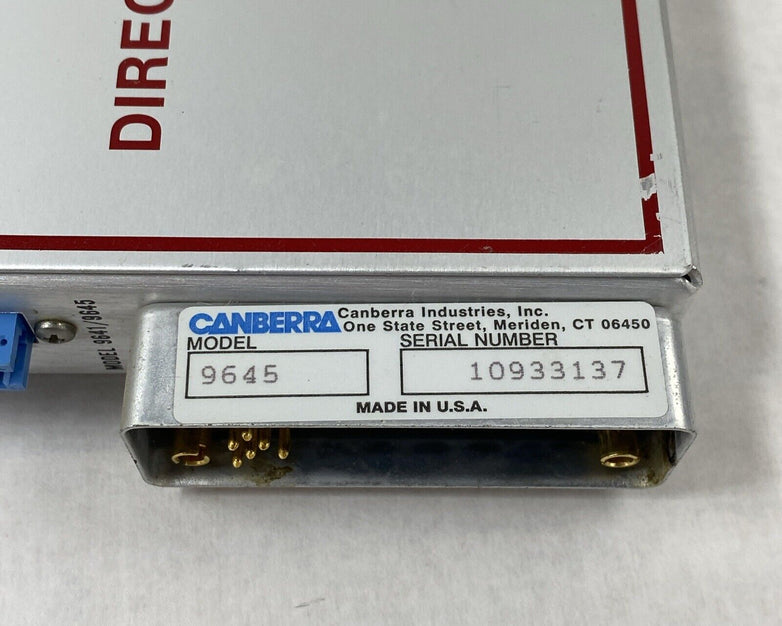 DIREC
MODEL 9641/9645
CANBERRA
Canberra Industries, Inc.
One State Street, Meriden, CT 06450
MODEL
SERIAL NUMBER
9645
10933137
MADE IN U.S.A.